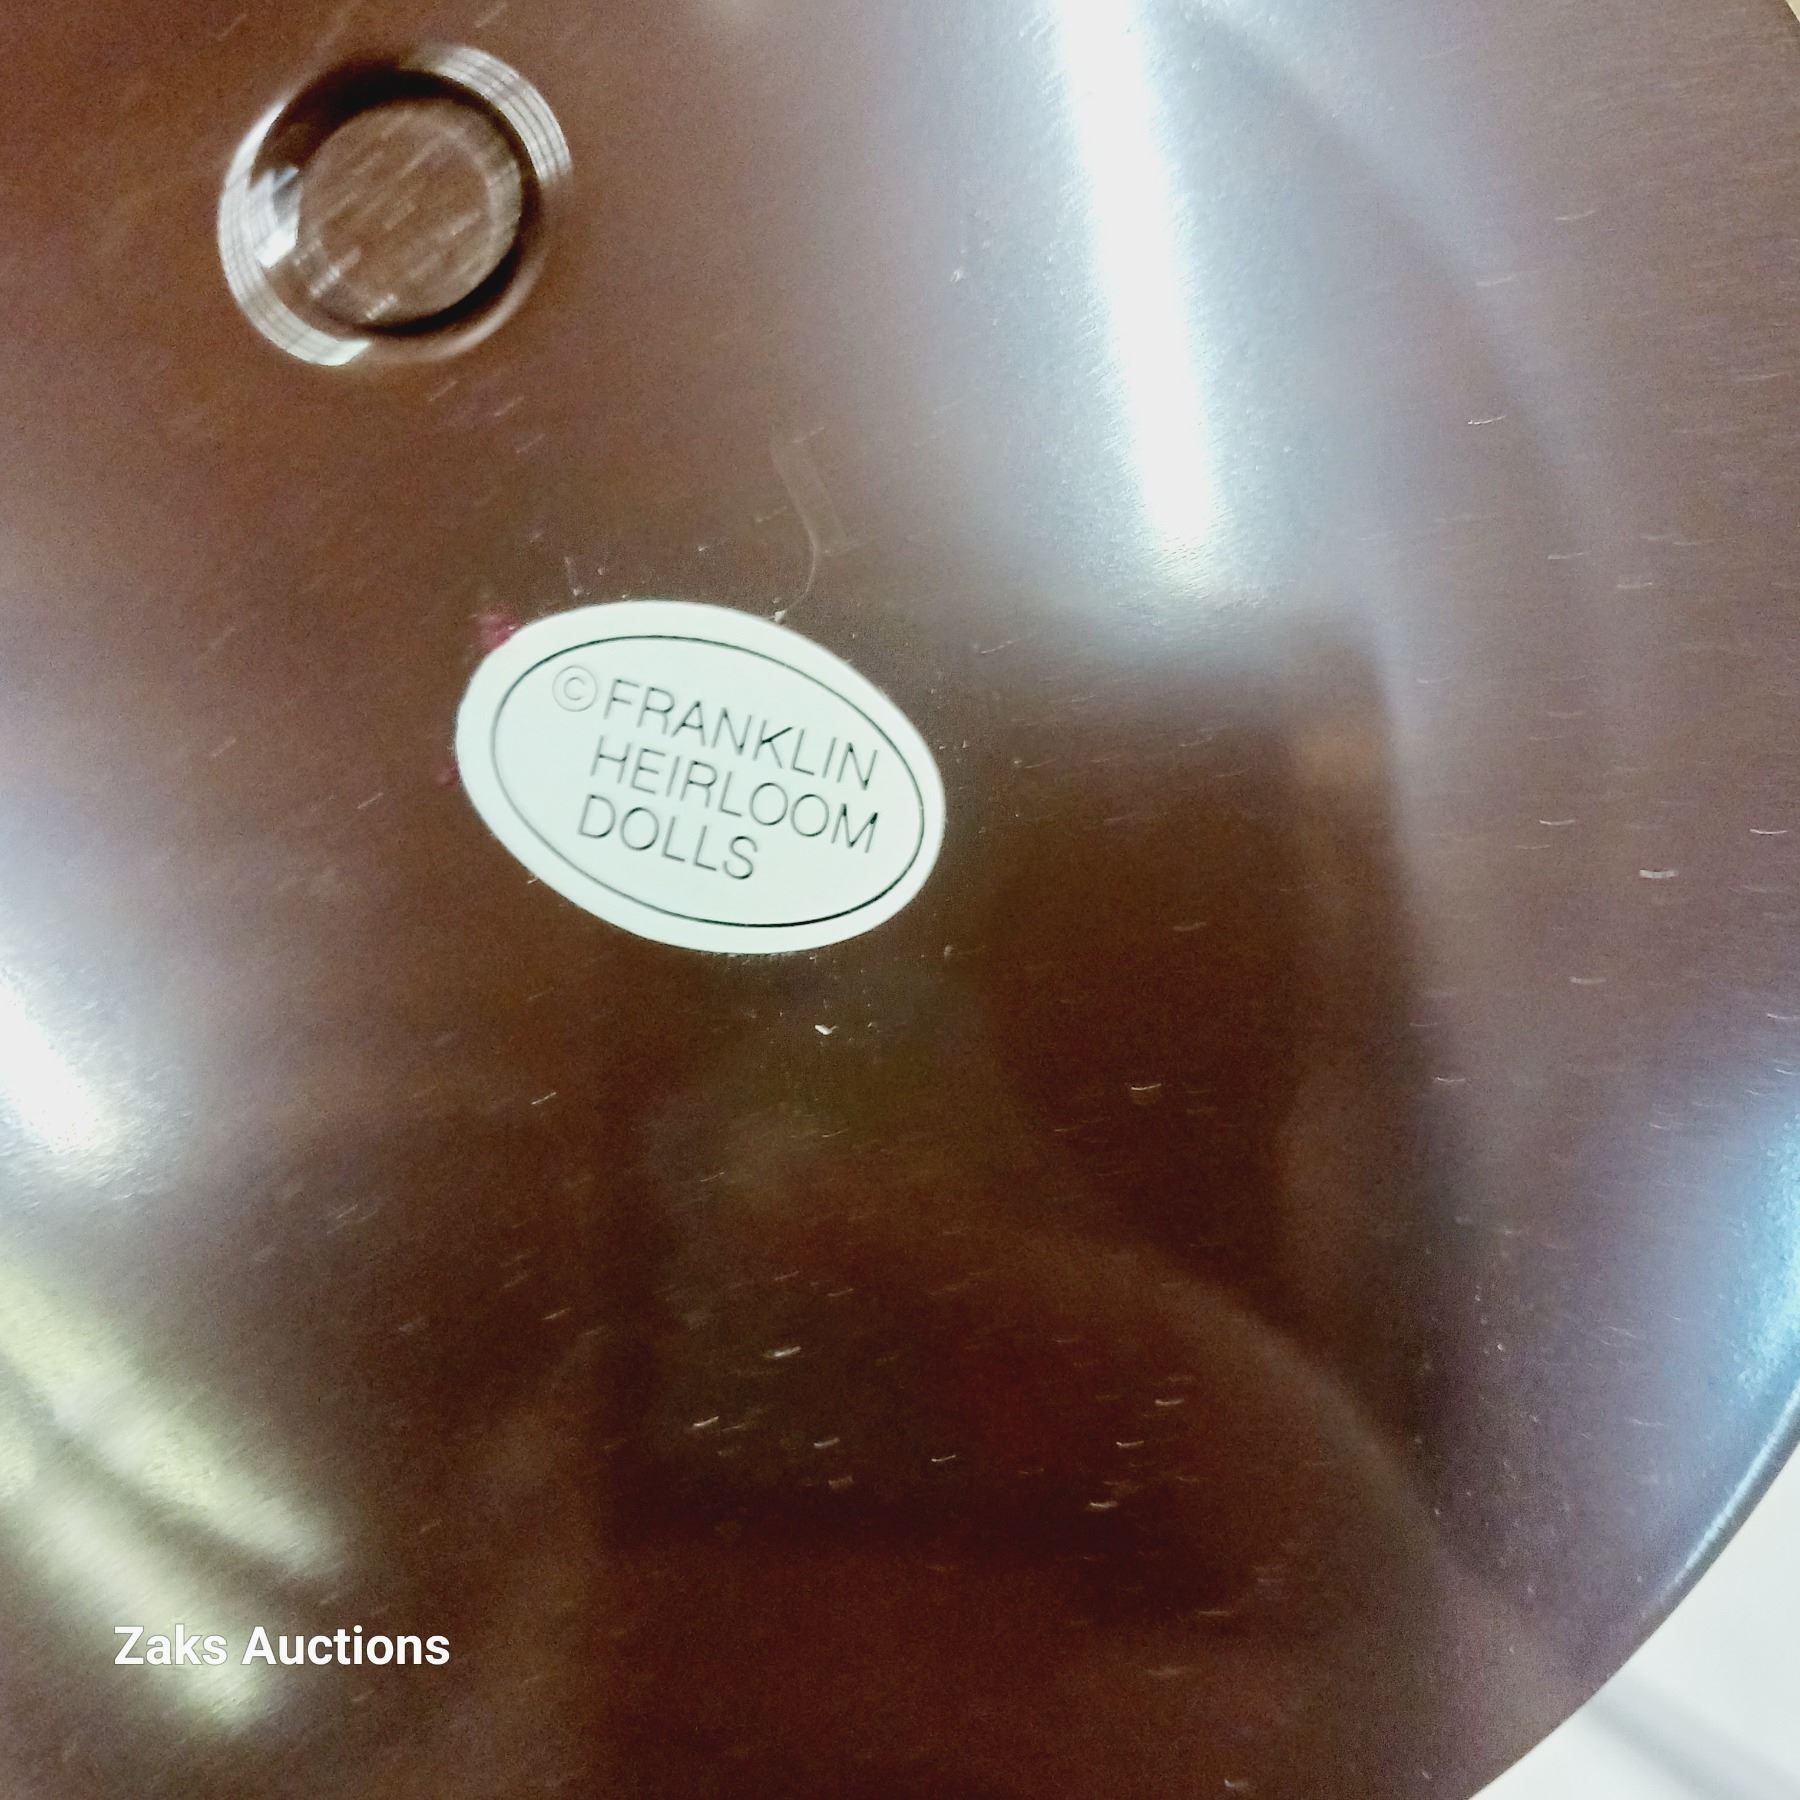 © FRANKLIN
HEIRLOOM
DOLLS
Zaks Auctions